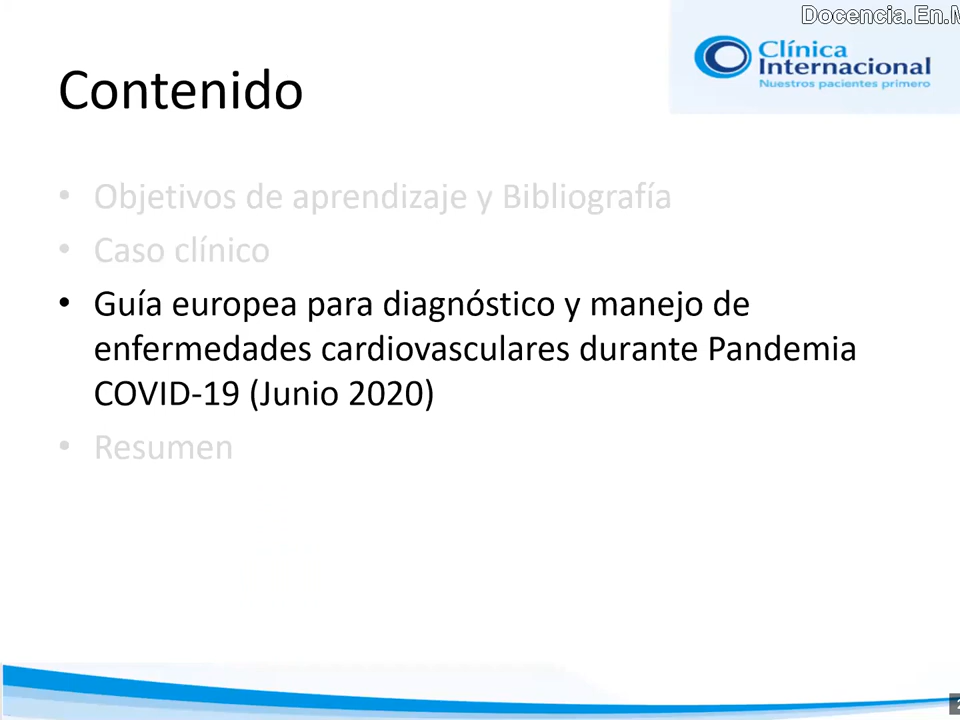 Docencia.En.
Clínica
Internacional
Nuestros pacientes primero
Contenido
• Objetivos de aprendizaje y Bibliografía
• Caso clínico
• Guía europea para diagnóstico y manejo de
enfermedades cardiovasculares durante Pandemia
COVID-19 (Junio 2020)
• Resumen